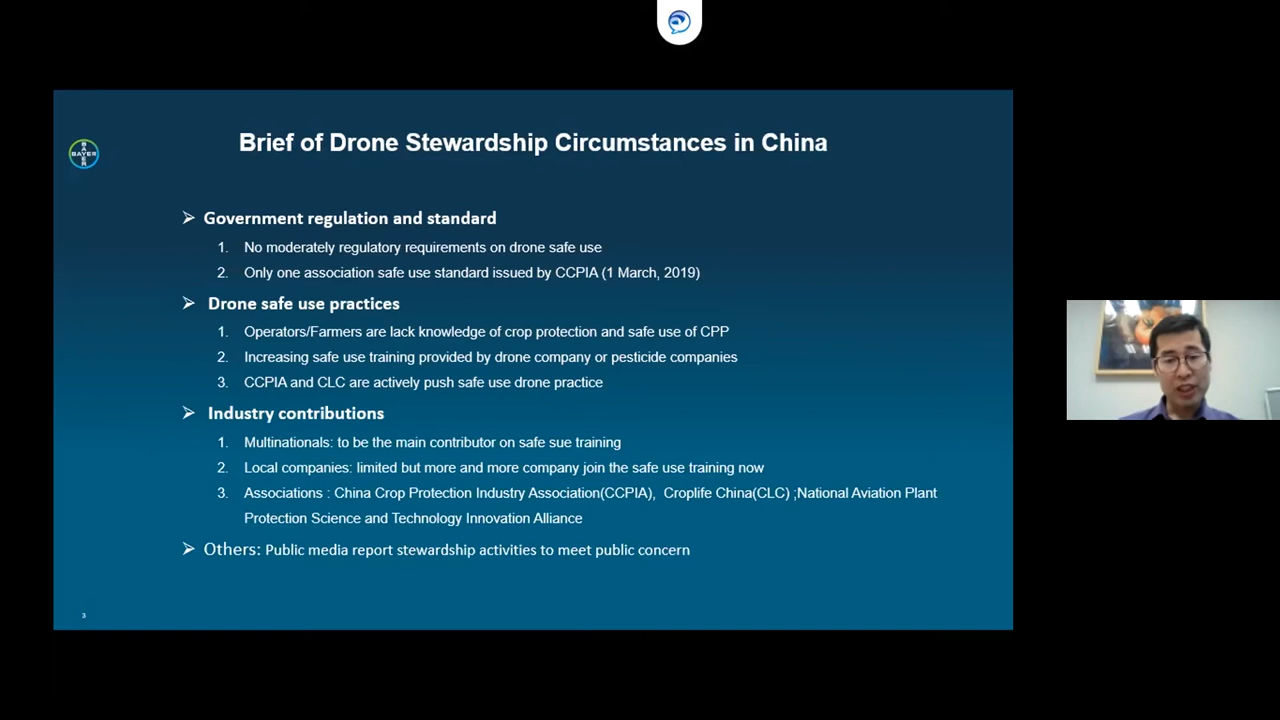 Brief of Drone Stewardship Circumstances in China
BAYER
BAYER
Government regulation and standard
1. No moderately regulatory requirements on drone safe use
2. Only one association safe use standard issued by CCPIA (1 March, 2019)
Drone safe use practices
1. Operators/Farmers are lack knowledge of crop protection and safe use of CPP
2. Increasing safe use training provided by drone company or pesticide companies
3. CCPIA and CLC are actively push safe use drone practice
Industry contributions
1. Multinationals: to be the main contributor on safe sue training
2. Local companies: limited but more and more company join the safe use training now
3. Associations : China Crop Protection Industry Association(CCPIA), Croplife China(CLC) ;National Aviation Plant
Protection Science and Technology Innovation Alliance
Others: Public media report stewardship activities to meet public concern
3